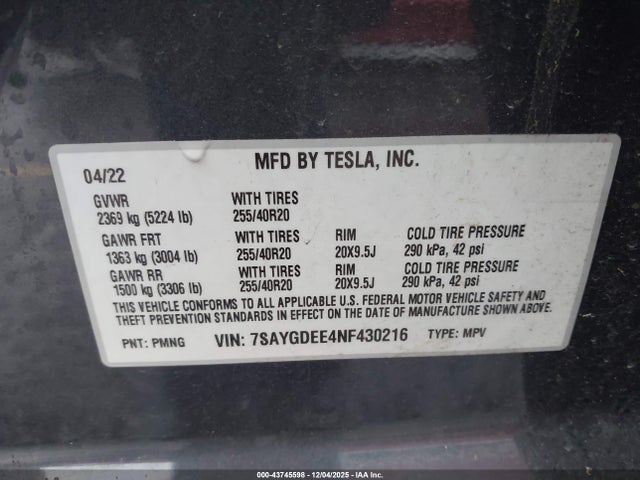 MFD BY TESLA, INC.
04/22
GVWR WITH TIRES
2369 kg (5224 lb) 255/40R20
GAWR FRT WITH TIRES RIM COLD TIRE PRESSURE
1363 kg (3004 lb) 255/40R20 20X9.5J 290 kPa, 42 psi
GAWR RR WITH TIRES RIM COLD TIRE PRESSURE
1500 kg (3306 lb) 255/40R20 20X9.5J 290 kPa, 42 psi
THIS VEHICLE CONFORMS TO ALL APPLICABLE U.S. FEDERAL MOTOR VEHICLE SAFETY AND
THEFT PREVENTION STANDARDS IN EFFECT ON THE DATE OF MANUFACTURE SHOWN ABOVE.
PNT: PMNG VIN: 7SAYGDEE4NF430216 TYPE: MPV
000-43745598 - 12/04/2025 - IAA Inc.